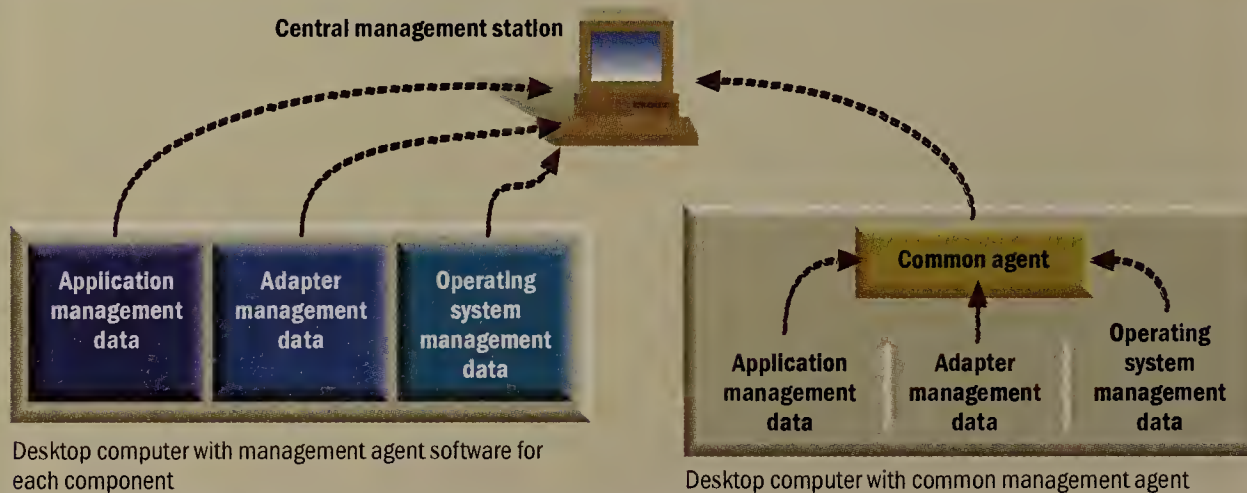 Central management station
Application
management
data
Adapter
management
data
Operating
system
management
data
Desktop computer with management agent software for
each component
Common agent
Application
management
data
Adapter
management
data
Operating
system
management
data
Desktop computer with common management agent